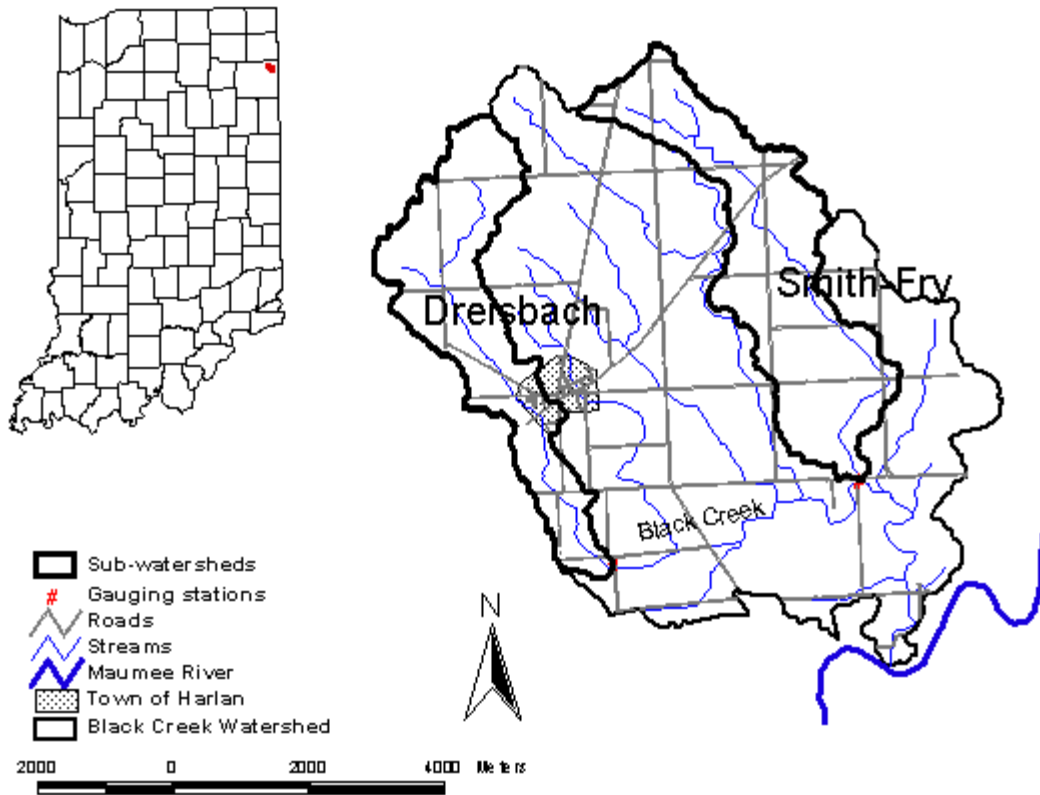 Smith-Fry
Dreisbach
Black Creek
Sub-watersheds
# Gauging stations
Roads
Streams
Maumee River
Town of Harlan
Black Creek Watershed
N
2000 0 2000 4000 Meters